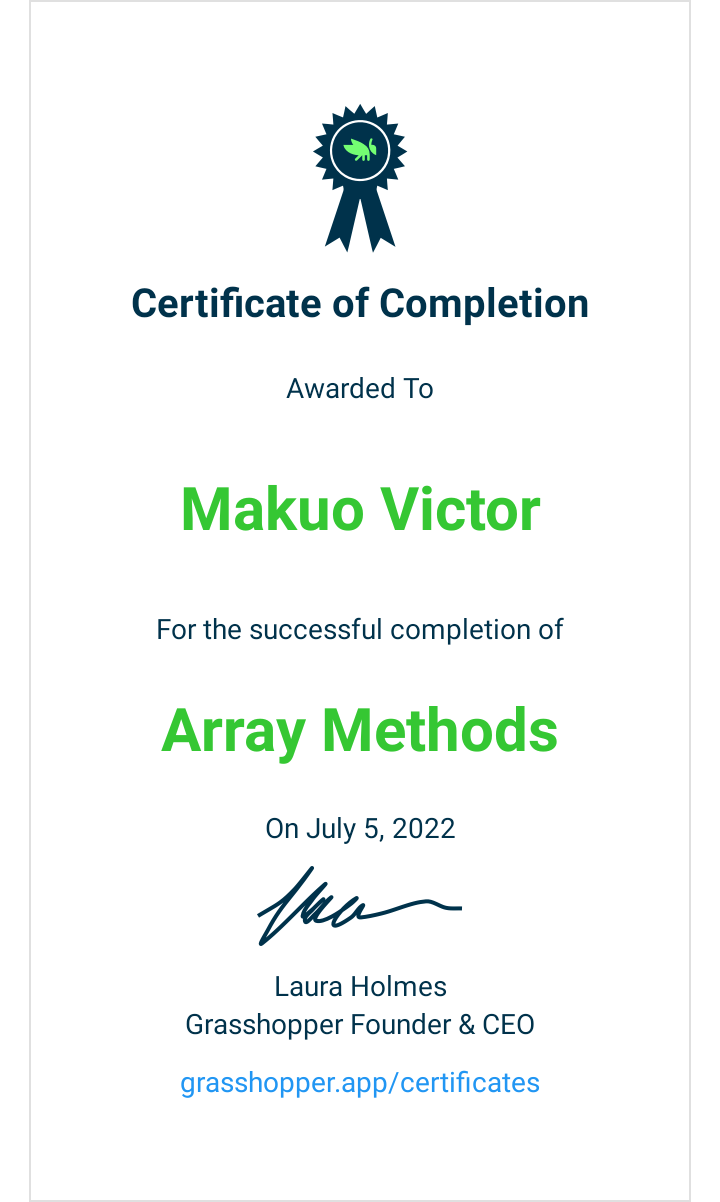 Certificate of Completion
Awarded To
Makuo Victor
For the successful completion of
Array Methods
On July 5, 2022
Laura Holmes
Grasshopper Founder & CEO
grasshopper.app/certificates